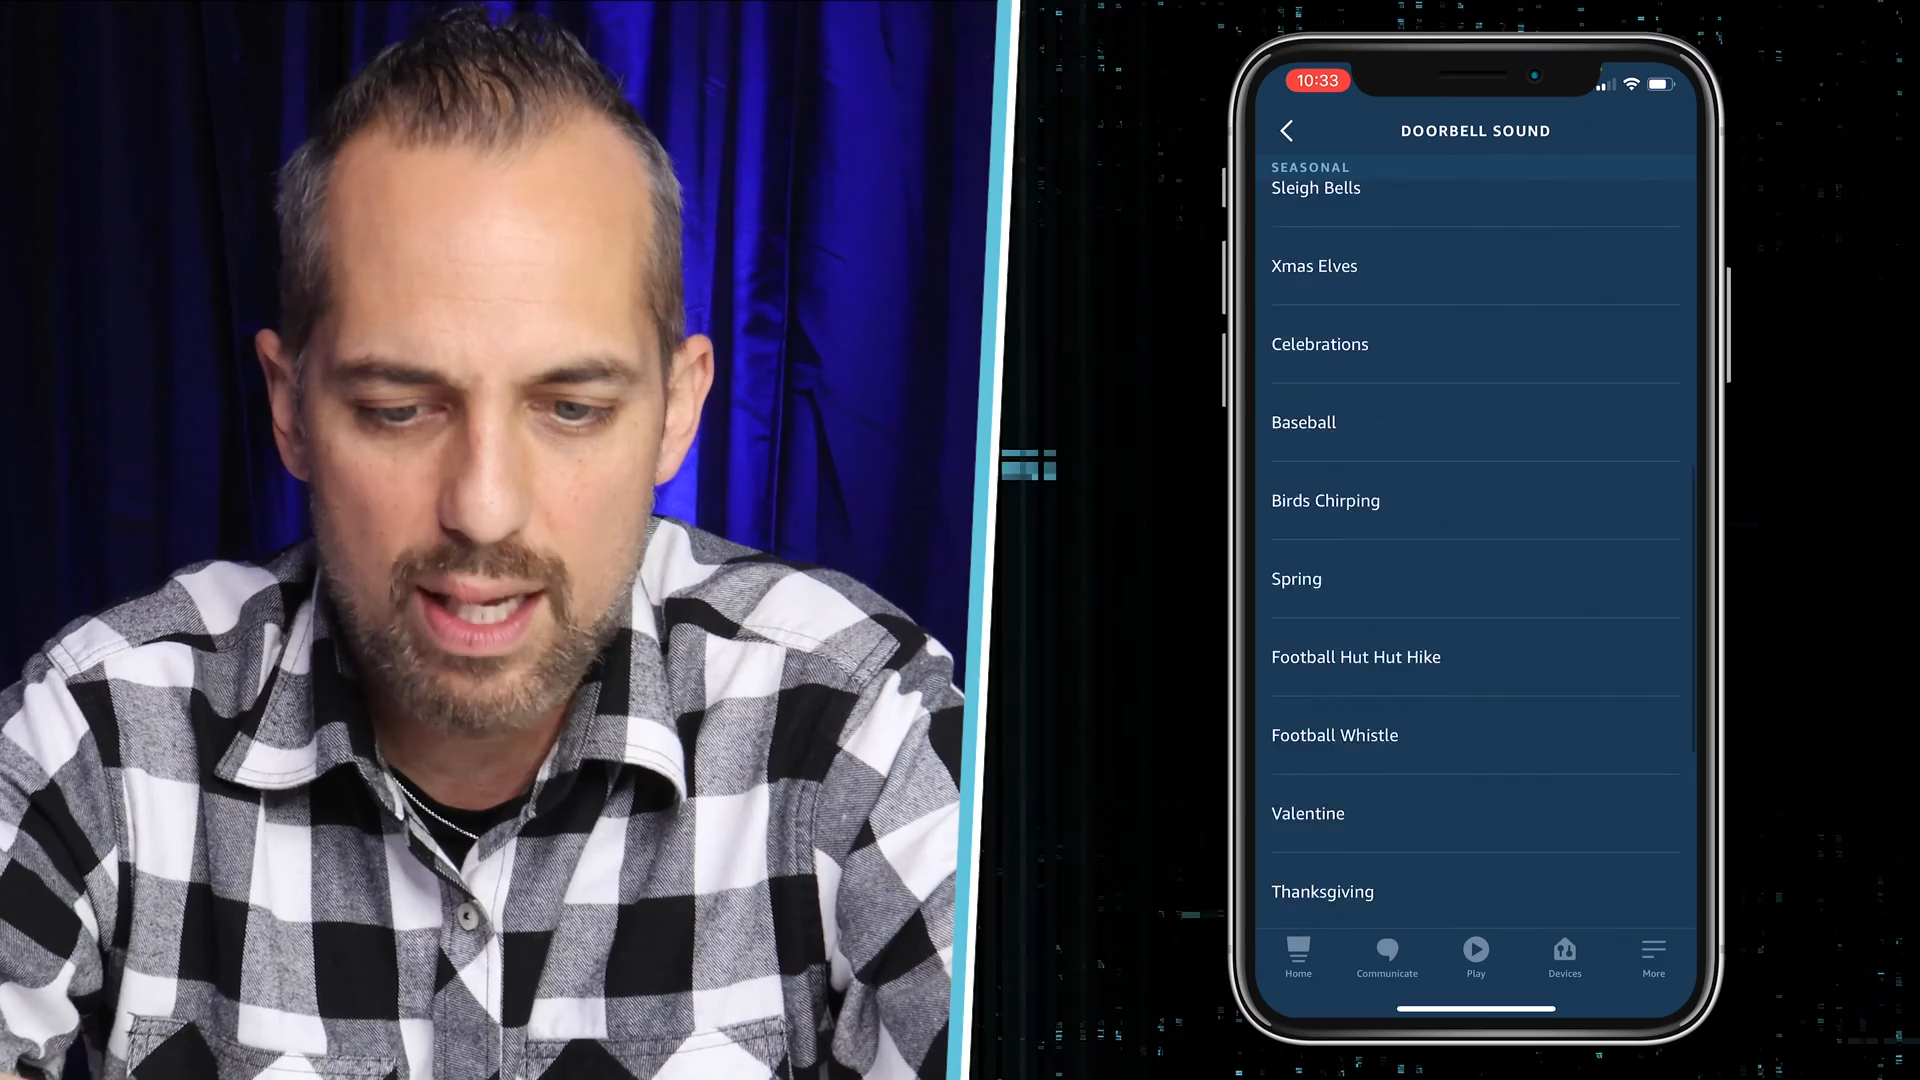 10:33
DOORBELL SOUND
SEASONAL
Sleigh Bells
Xmas Elves
Celebrations
Baseball
Birds Chirping
Spring
Football Hut Hut Hike
Football Whistle
Valentine
Thanksgiving
Home
Communicate
Play
Devices
More